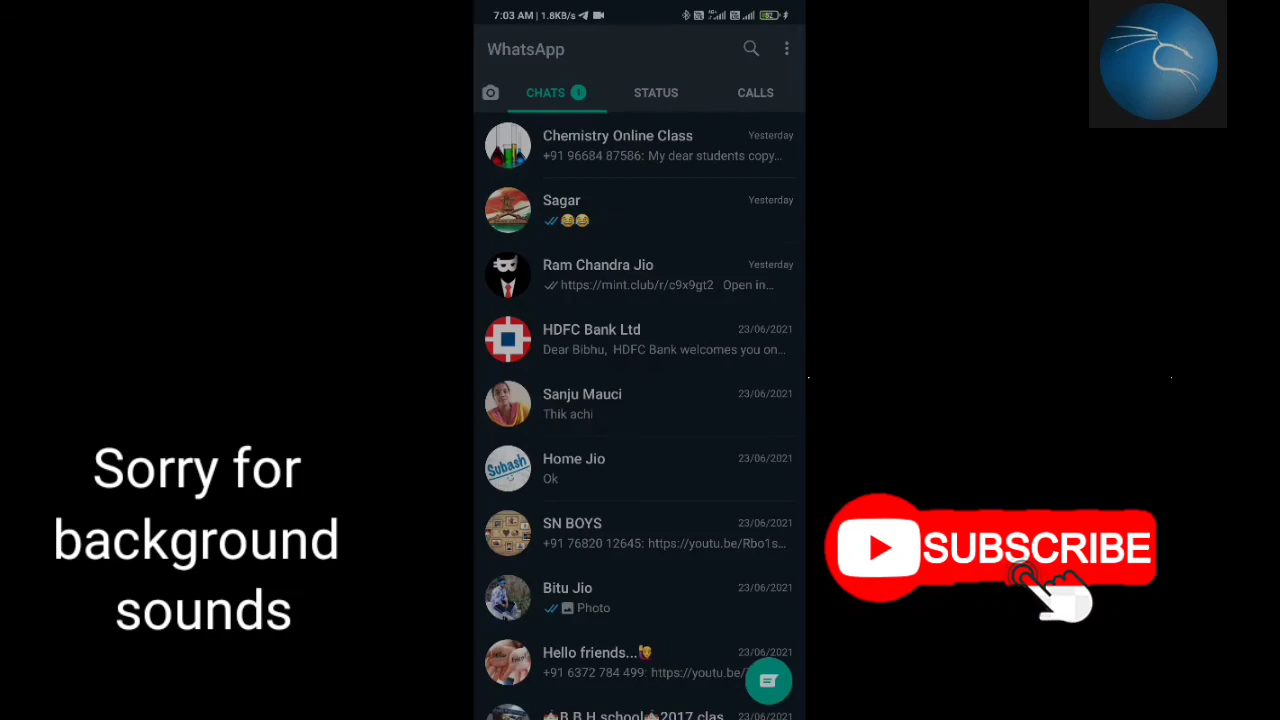 7:03 AM | 1.8KB/s
WhatsApp
CHATS
STATUS
CALLS
Chemistry Online Class
Yesterday
+91 96684 87586: My dear students copy...
Sagar
Yesterday
😂😂
Ram Chandra Jio
Yesterday
https://mint.club/r/c9x9gt2 Open in...
HDFC Bank Ltd
23/06/2021
Dear Bibhu, HDFC Bank welcomes you on...
Sanju Mauci
23/06/2021
Thik achi
Subash
Home Jio
23/06/2021
Ok
SN BOYS
23/06/2021
+91 76820 12645: https://youtu.be/Rbo1s...
Bitu Jio
23/06/2021
Photo
Hello friends...🙋‍♀️
23/06/2021
+91 6372 784 499: https://youtu.be/
B.B.H school 2017 clas
23/06/2021
Sorry for
background
sounds
SUBSCRIBE